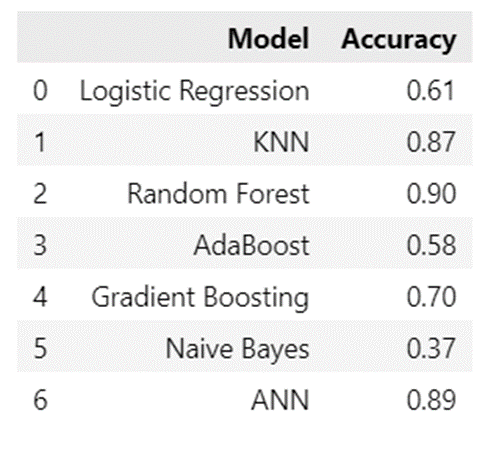 Model Accuracy
0 Logistic Regression 0.61
1 KNN 0.87
2 Random Forest 0.90
3 AdaBoost 0.58
4 Gradient Boosting 0.70
5 Naive Bayes 0.37
6 ANN 0.89